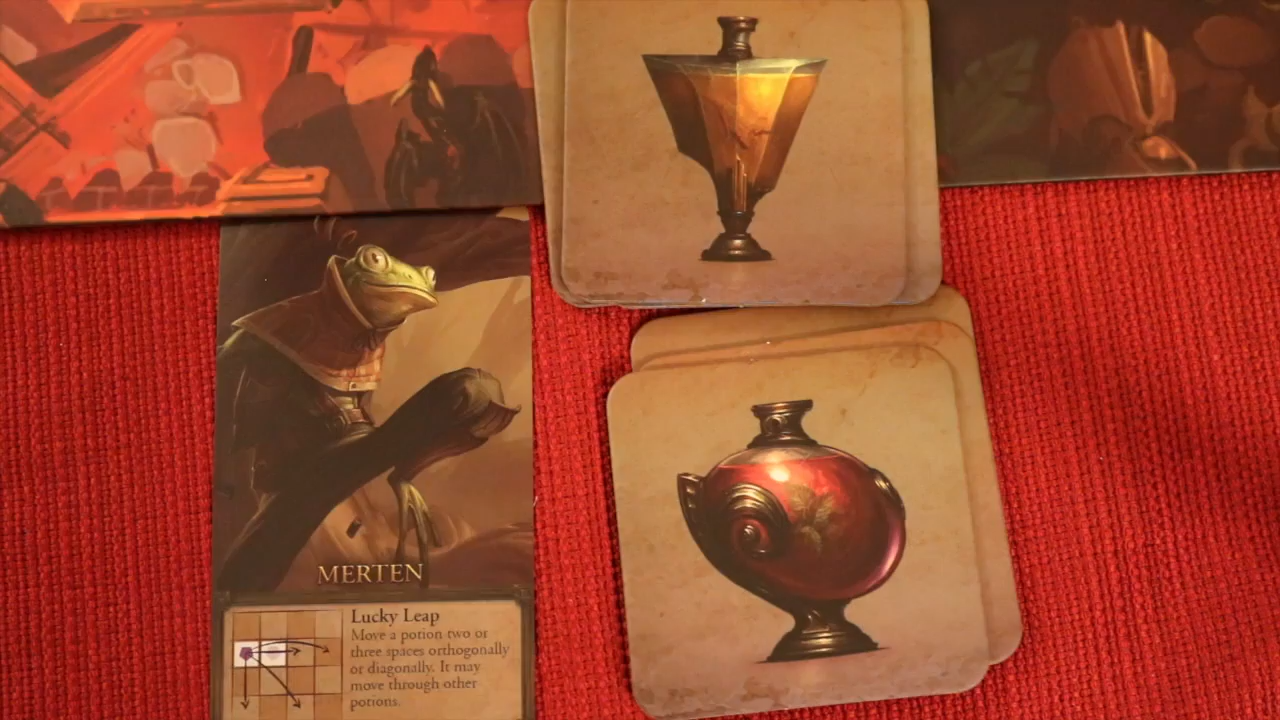 MERTEN
Lucky Leap
Move a potion two or
three spaces orthogonally
or diagonally. It may
move through other
potions.